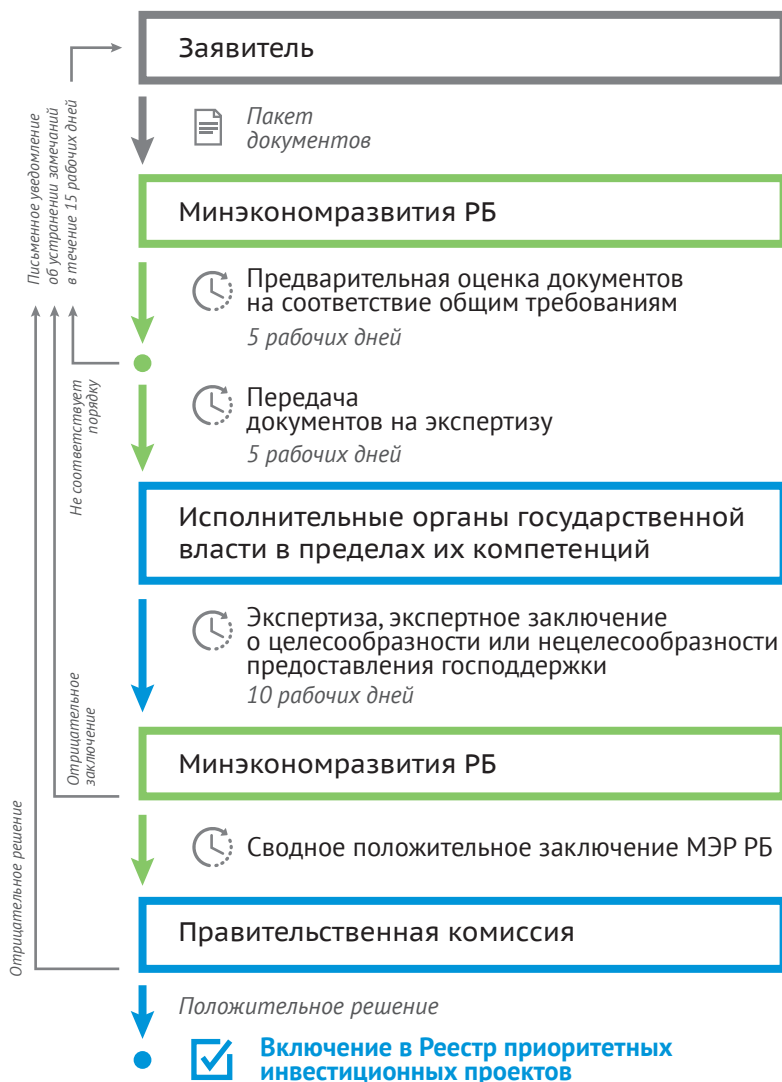 Заявитель
Пакет
документов
Письменное уведомление
об устранении замечаний
в течение 15 рабочих дней
Минэкономразвития РБ
Предварительная оценка документов
на соответствие общим требованиям
5 рабочих дней
Не соответствует
порядку
Передача
документов на экспертизу
5 рабочих дней
Исполнительные органы государственной
власти в пределах их компетенций
Экспертиза, экспертное заключение
о целесообразности или нецелесообразности
предоставления господдержки
10 рабочих дней
Отрицательное
заключение
Минэкономразвития РБ
Сводное положительное заключение МЭР РБ
Отрицательное решение
Правительственная комиссия
Положительное решение
Включение в Реестр приоритетных
инвестиционных проектов